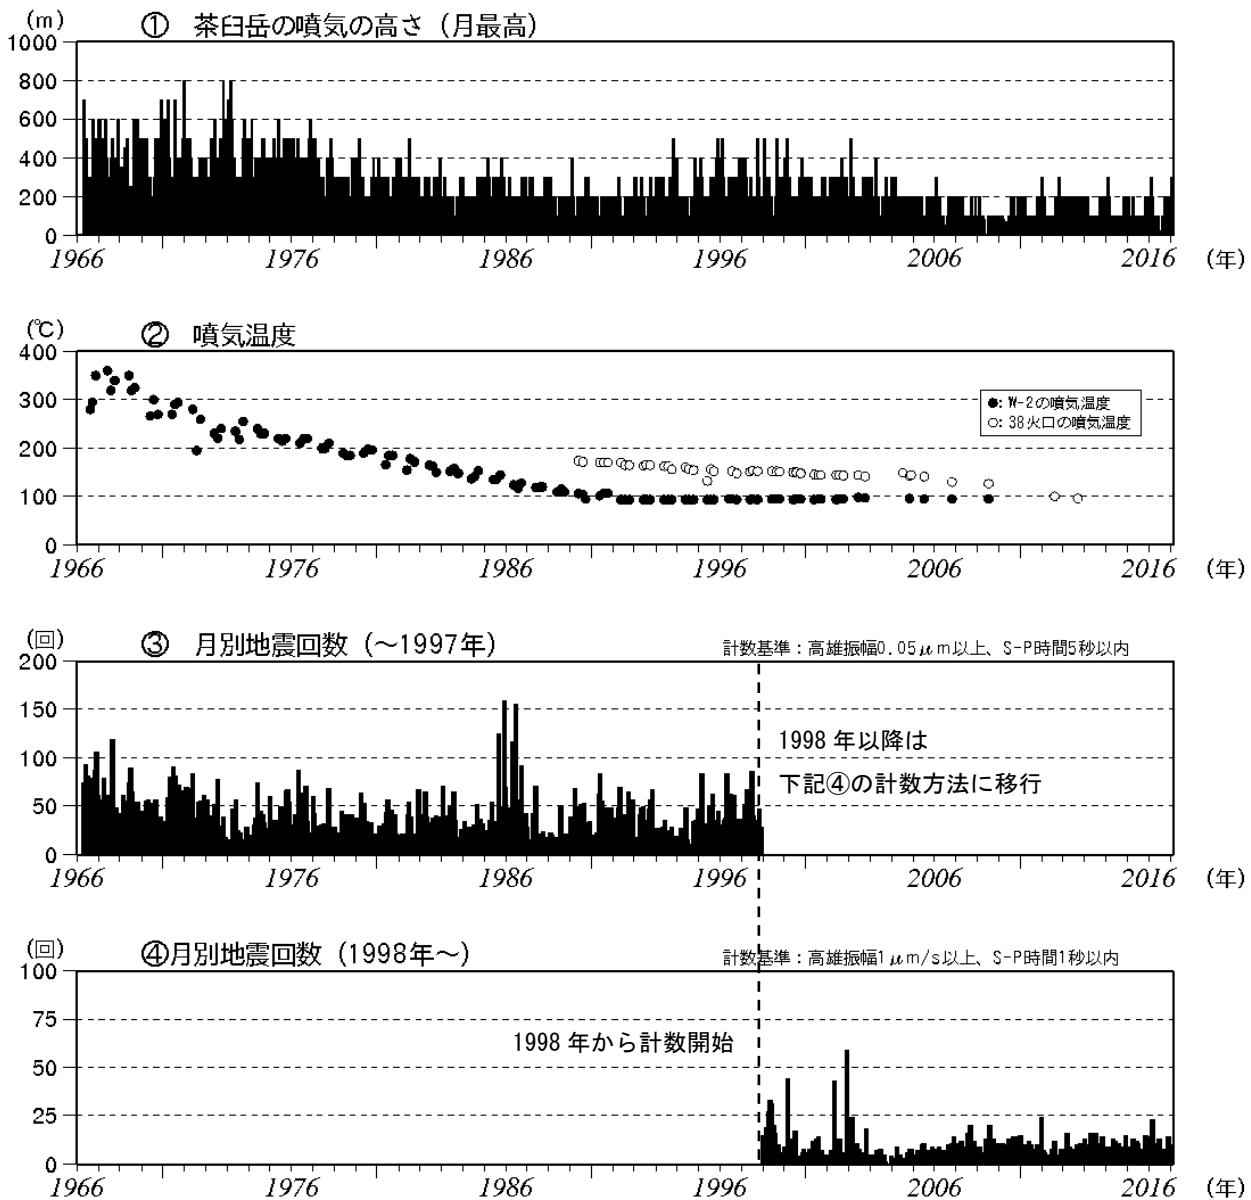 (m)
① 茶臼岳の噴気の高さ（月最高）
1000
800
600
400
200
0
1966 1976 1986 1996 2006 2016 (年)
(℃)
② 噴気温度
400
300
200
100
0
●: W-2の噴気温度
○: 38火口の噴気温度
1966 1976 1986 1996 2006 2016 (年)
(回)
③ 月別地震回数（～1997年）
計数基準：高雄振幅0.05μm以上、S-P時間5秒以内
200
150
100
50
0
1998 年以降は
下記④の計数方法に移行
1966 1976 1986 1996 2006 2016 (年)
(回)
④月別地震回数（1998年～）
計数基準：高雄振幅1μm/s以上、S-P時間1秒以内
100
75
50
25
0
1998 年から計数開始
1966 1976 1986 1996 2006 2016 (年)